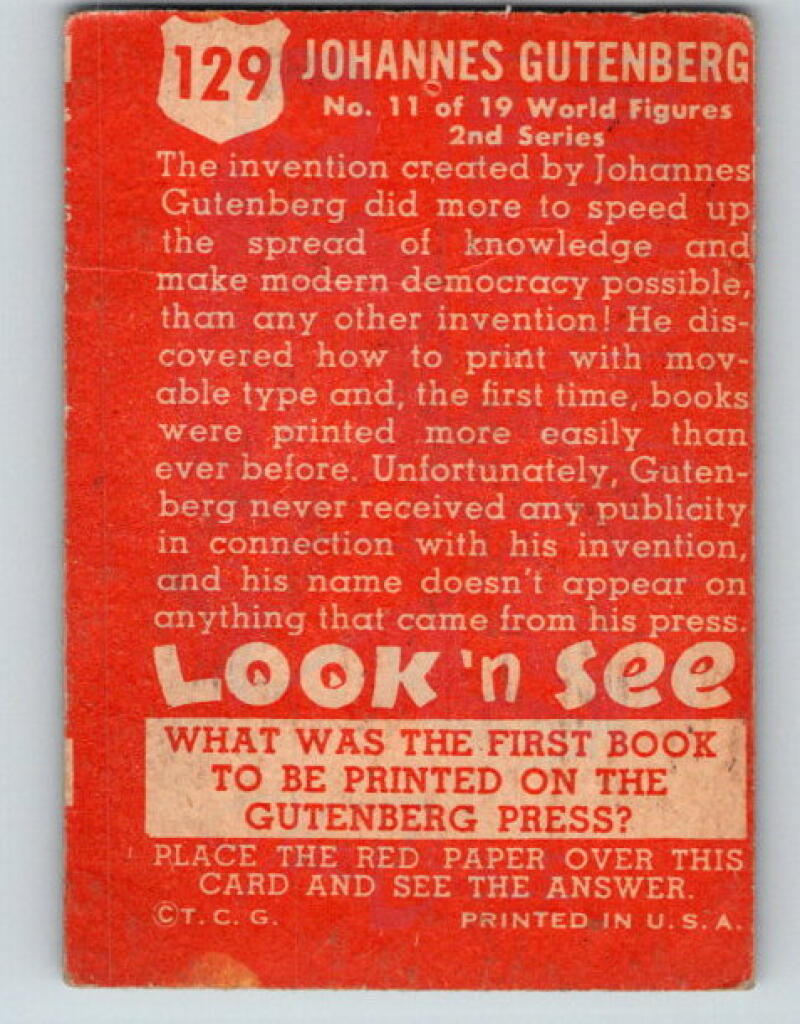 129
JOHANNES GUTENBERG
No. 11 of 19 World Figures
2nd Series
The invention created by Johannes
Gutenberg did more to speed up
the spread of knowledge and
make modern democracy possible,
than any other invention! He dis-
covered how to print with mov-
able type and, the first time, books
were printed more easily than
ever before. Unfortunately, Guten-
berg never received any publicity
in connection with his invention,
and his name doesn't appear on
anything that came from his press.
LOOK 'n See
WHAT WAS THE FIRST BOOK
TO BE PRINTED ON THE
GUTENBERG PRESS?
PLACE THE RED PAPER OVER THIS
CARD AND SEE THE ANSWER.
©T. C. G. PRINTED IN U. S. A.